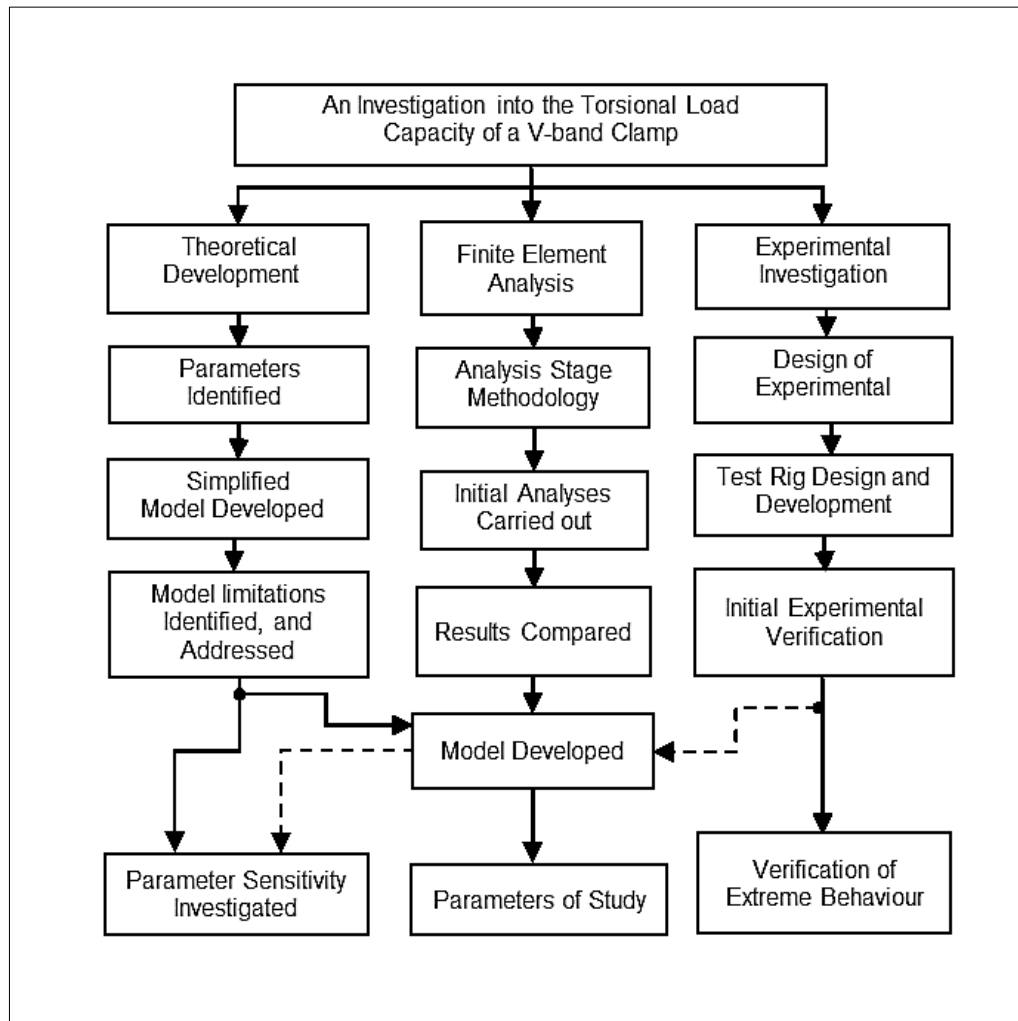 An Investigation into the Torsional Load
Capacity of a V-band Clamp
Theoretical
Development
Finite Element
Analysis
Experimental
Investigation
Parameters
Identified
Analysis Stage
Methodology
Design of
Experimental
Simplified
Model Developed
Initial Analyses
Carried out
Test Rig Design and
Development
Model limitations
Identified, and
Addressed
Results Compared
Initial Experimental
Verification
Model Developed
Parameter Sensitivity
Investigated
Parameters of Study
Verification of
Extreme Behaviour